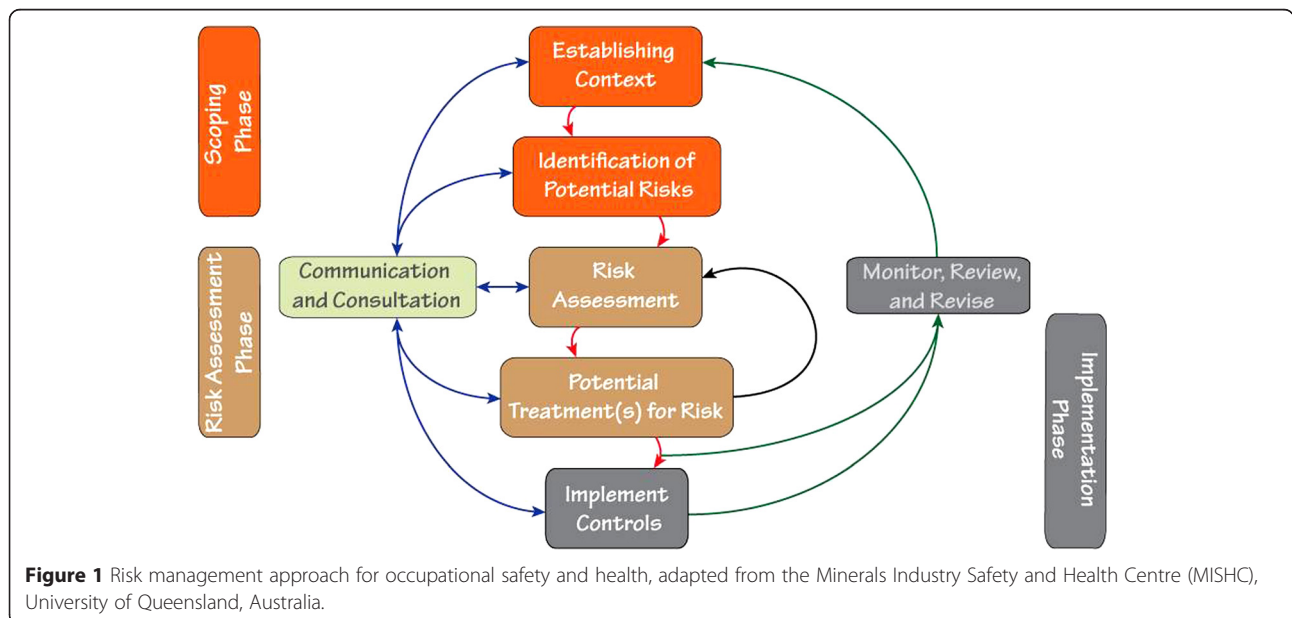 Scoping
Phase
Establishing
Context
Identification of
Potential Risks
Risk Assessment
Phase
Communication
and Consultation
Risk
Assessment
Monitor, Review,
and Revise
Potential
Treatment(s) for Risk
Implement
Controls
Implementation
Phase
Figure 1 Risk management approach for occupational safety and health, adapted from the Minerals Industry Safety and Health Centre (MISHC),
University of Queensland, Australia.